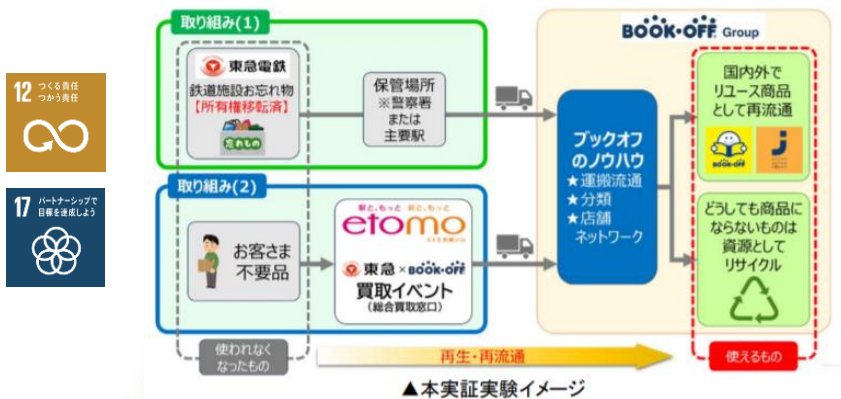 12 つくる責任
つかう責任
17 パートナーシップで
目標を達成しよう
取り組み(1)
東急電鉄
鉄道施設お忘れ物
【所有権移転済】
忘れもの
保管場所
※警察署
または
主要駅
取り組み(2)
お客さま
不要品
etomo
東急×BOOK・OFF
買取イベント
(総合買取窓口)
BOOK・OFF Group
ブックオフ
のノウハウ
★運搬流通
★分類
★店舗
ネットワーク
国内外で
リユース商品
として再流通
BOOK・OFF
J
どうしても商品に
ならないものは
資源として
リサイクル
使われなく
なったもの
再生・再流通
使えるもの
▲本実証実験イメージ